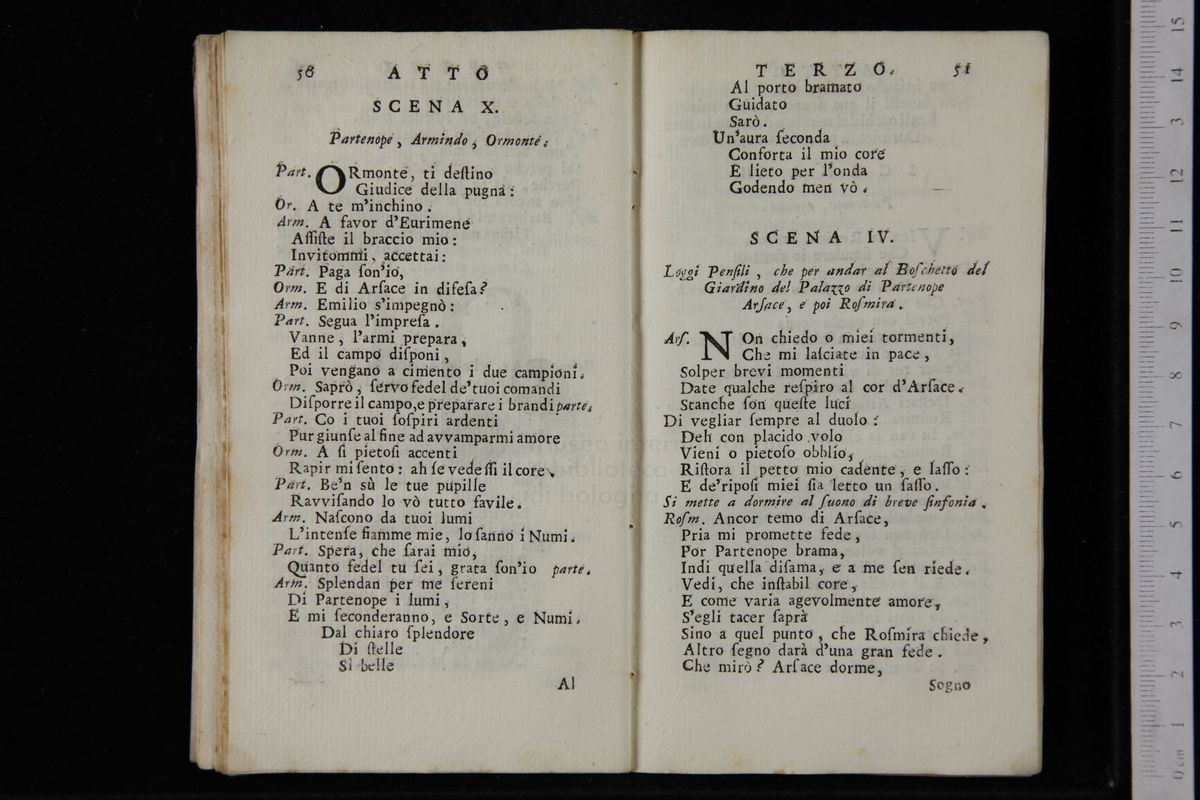 58 ATTO
SCENA X.
Partenope, Armindo, Ormonte.
Part. ORmonte, ti deſtino
Giudice della pugna:
Or. A te m'inchino.
Arm. A favor d'Eurimene
Aſſiſte il braccio mio:
Invitommi, accettai:
Part. Paga ſon'io,
Orm. E di Arſace in difeſa?
Arm. Emilio s'impegnò:
Part. Segua l'impreſa.
Vanne, l'armi prepara,
Ed il campo diſponi,
Poi vengano a cimento i due campioni.
Orm. Saprò, ſervo fedel de'tuoi comandi
Diſporre il campo, e preparare i brandi parte.
Part. Co i tuoi ſoſpiri ardenti
Pur giunſe al fine ad avvamparmi amore
Orm. A ſi pietoſi accenti
Rapir mi ſento: ah ſe vedeſſi il core.
Part. Be'n sù le tue pupille
Ravviſando lo vò tutto favile.
Arm. Naſcono da tuoi lumi
L'intenſe fiamme mie, lo ſanno i Numi.
Part. Spera, che ſarai mio,
Quanto fedel tu ſei, grata ſon'io parte.
Arm. Splendan per me ſereni
Di Partenope i lumi,
E mi ſeconderanno, e Sorte, e Numi.
Dal chiaro ſplendore
Di ſtelle
Si belle
Al
TERZO. 51
Al porto bramato
Guidato
Sarò.
Un'aura ſeconda
Conforta il mio core
E lieto per l'onda
Godendo men vò.
SCENA IV.
Loggi Penſili, che per andar al Boſchetto del
Giardino del Palazzo di Partenope
Arſace, e poi Roſmira.
Arſ. NOn chiedo o miei tormenti,
Che mi laſciate in pace,
Solper brevi momenti
Date qualche reſpiro al cor d'Arſace.
Stanche ſon queſte luci
Di vegliar ſempre al duolo:
Deh con placido volo
Vieni o pietoſo obblio,
Riſtora il petto mio cadente, e laſſo:
E de'ripoſi miei ſia letto un ſaſſo.
Si mette a dormire al ſuono di breve ſinfonia.
Roſm. Ancor temo di Arſace,
Pria mi promette fede,
Por Partenope brama,
Indi quella diſama, e a me ſen riede.
Vedi, che inſtabil core,
E come varia agevolmente amore,
S'egli tacer ſaprà
Sino a quel punto, che Roſmira chiede,
Altro ſegno darà d'una gran fede.
Che mirò? Arſace dorme,
Sogno